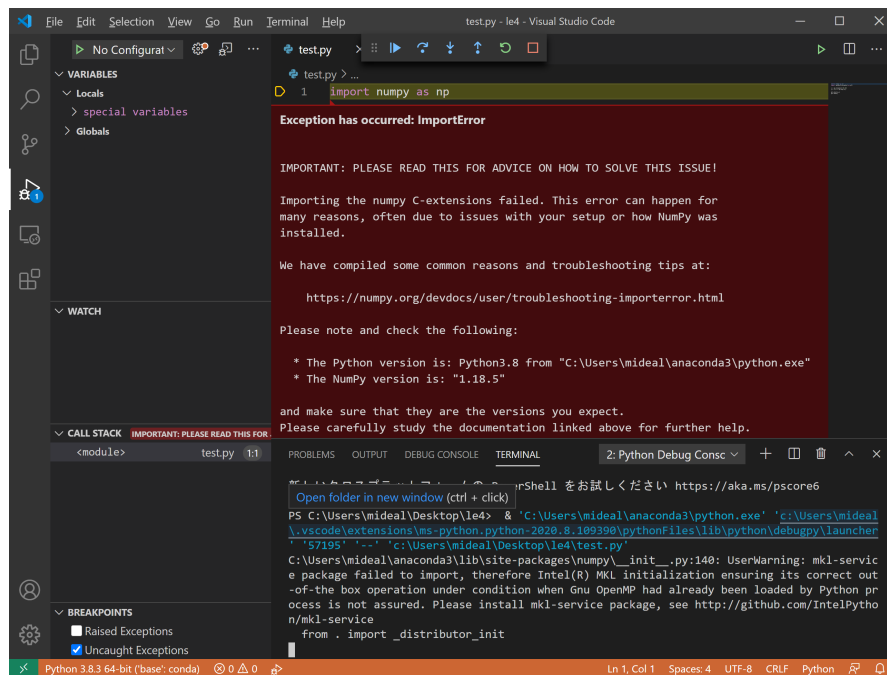 File Edit Selection View Go Run Terminal Help
test.py - le4 - Visual Studio Code
No Configurat
test.py
test.py > ...
VARIABLES
Locals
special variables
Globals
1 import numpy as np
Exception has occurred: ImportError
IMPORTANT: PLEASE READ THIS FOR ADVICE ON HOW TO SOLVE THIS ISSUE!
Importing the numpy C-extensions failed. This error can happen for
many reasons, often due to issues with your setup or how NumPy was
installed.
We have compiled some common reasons and troubleshooting tips at:
https://numpy.org/devdocs/user/troubleshooting-importerror.html
Please note and check the following:
* The Python version is: Python3.8 from "C:\Users\mideal\anaconda3\python.exe"
* The NumPy version is: "1.18.5"
and make sure that they are the versions you expect.
Please carefully study the documentation linked above for further help.
1
WATCH
CALL STACK IMPORTANT: PLEASE READ THIS FOR
<module> test.py 1:1
PROBLEMS OUTPUT DEBUG CONSOLE TERMINAL
2: Python Debug Consc
Shell をお試しください https://aka.ms/pscore6
Open folder in new window (ctrl + click)
PS C:\Users\mideal\Desktop\le4> & 'C:\Users\mideal\anaconda3\python.exe' 'c:\Users\mideal
\.vscode\extensions\ms-python.python-2020.8.109390\pythonFiles\lib\python\debugpy\launcher
' '57195' '--' 'c:\Users\mideal\Desktop\le4\test.py'
C:\Users\mideal\anaconda3\lib\site-packages\numpy\__init__.py:140: UserWarning: mkl-servic
e package failed to import, therefore Intel(R) MKL initialization ensuring its correct out
-of-the box operation under condition when Gnu OpenMP had already been loaded by Python pr
ocess is not assured. Please install mkl-service package, see http://github.com/IntelPytho
n/mkl-service
from . import _distributor_init
BREAKPOINTS
Raised Exceptions
Uncaught Exceptions
Python 3.8.3 64-bit ('base': conda) 0 0
Ln 1, Col 1 Spaces: 4 UTF-8 CRLF Python